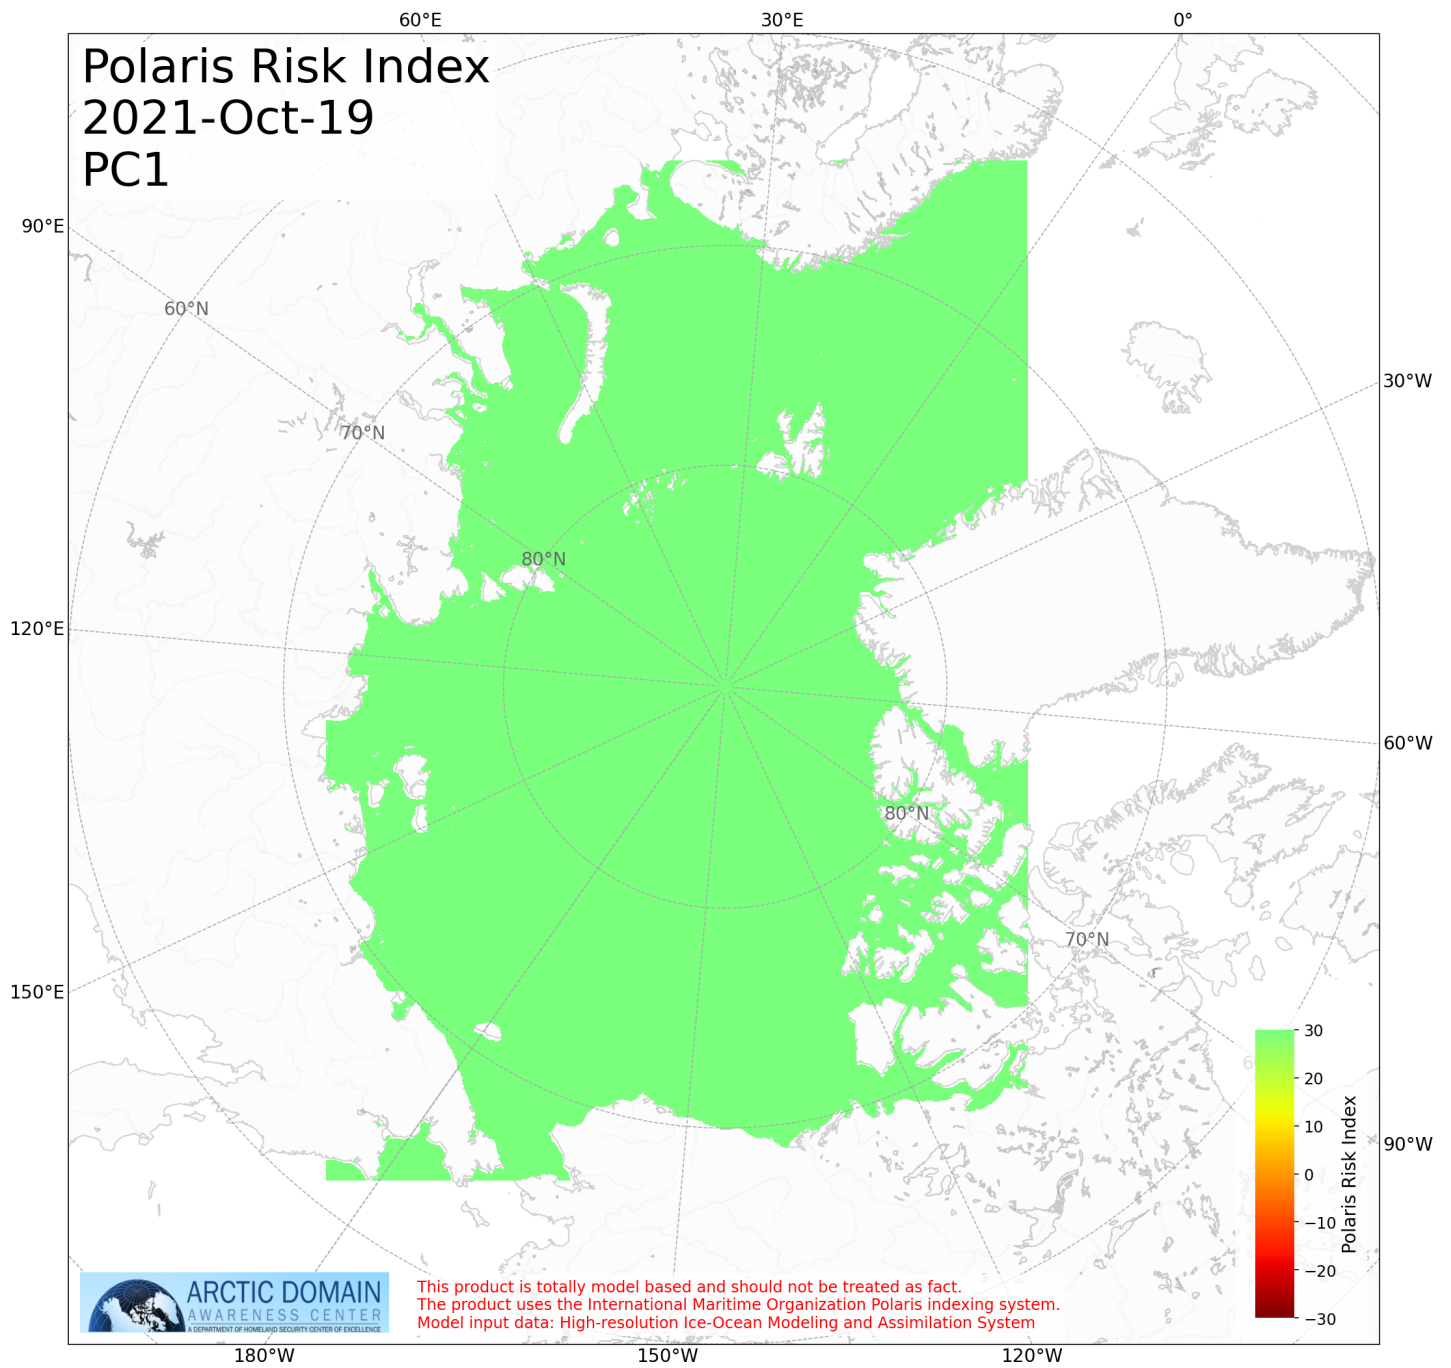 60°E
30°E
0°
Polaris Risk Index
2021-Oct-19
PC1
90°E
60°N
30°W
70°N
80°N
120°E
60°W
80°N
70°N
150°E
30
20
10
0
−10
−20
−30
Polaris Risk Index
90°W
ARCTIC DOMAIN
AWARENESS CENTER
A DEPARTMENT OF HOMELAND SECURITY CENTER OF EXCELLENCE
This product is totally model based and should not be treated as fact.
The product uses the International Maritime Organization Polaris indexing system.
Model input data: High-resolution Ice-Ocean Modeling and Assimilation System
180°W
150°W
120°W